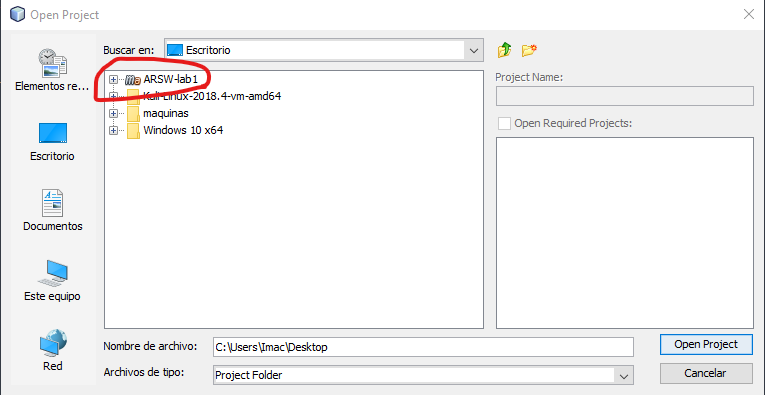 Open Project
Buscar en:
Escritorio
Elementos re...
Escritorio
Documentos
Este equipo
Red
ARSW-lab1
Kali-Linux-2018.4-vm-amd64
maquinas
Windows 10 x64
Project Name:
Open Required Projects:
Nombre de archivo:
C:\Users\Imac\Desktop
Open Project
Archivos de tipo:
Project Folder
Cancelar